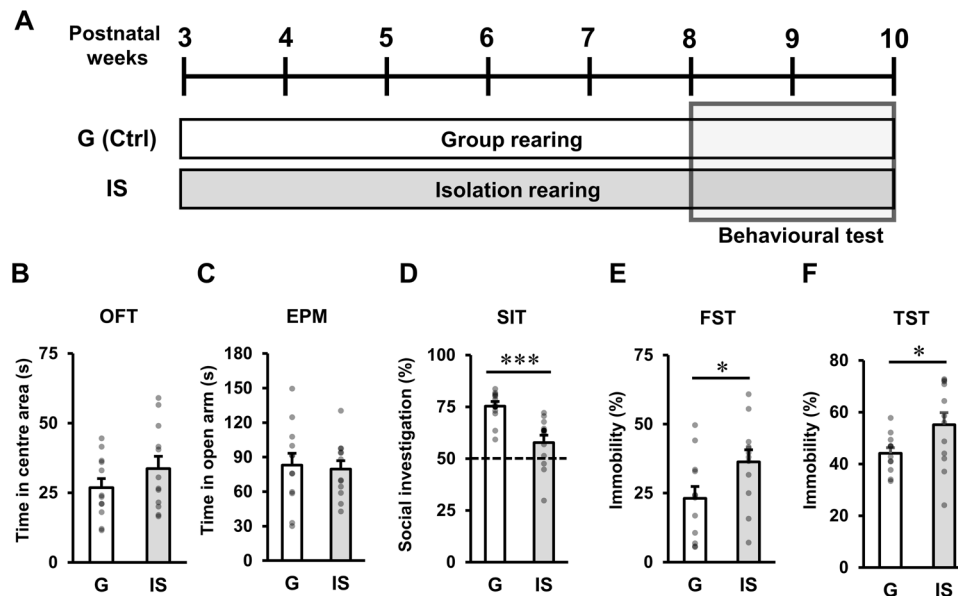 A
Postnatal
weeks
3 4 5 6 7 8 9 10
G (Ctrl)
Group rearing
IS
Isolation rearing
Behavioural test
B
OFT
Time in centre area (s)
75
50
25
0
G IS
C
EPM
Time in open arm (s)
180
150
120
90
60
30
0
G IS
D
SIT
Social investigation (%)
100
75
50
25
0
***
G IS
E
FST
Immobility (%)
75
50
25
0
*
G IS
F
TST
Immobility (%)
80
60
40
20
0
*
G IS